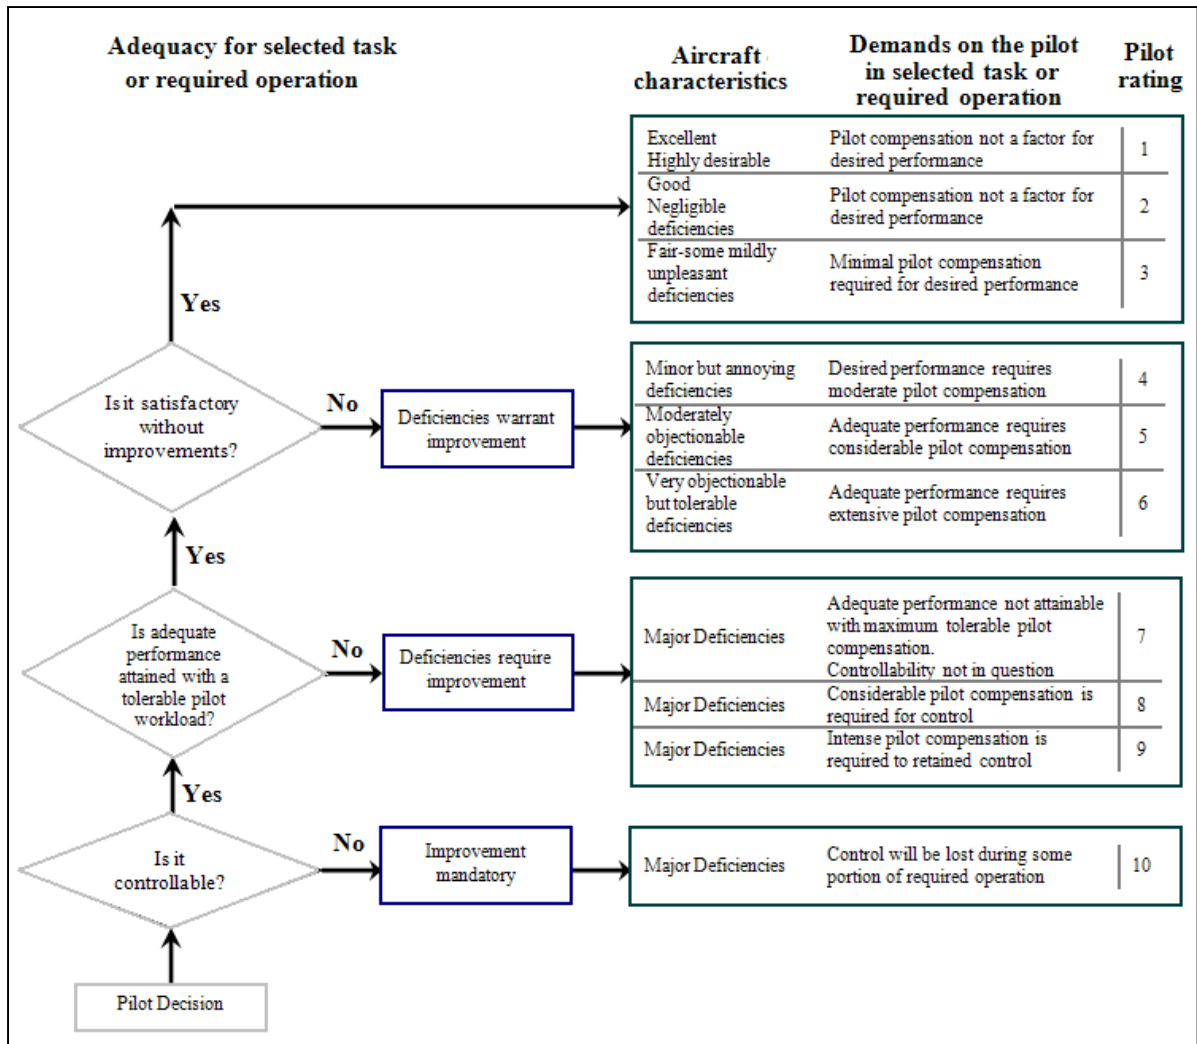 Adequacy for selected task
or required operation
Aircraft
characteristics
Demands on the pilot
in selected task or
required operation
Pilot
rating
Excellent
Highly desirable
Pilot compensation not a factor for
desired performance
1
Good
Negligible
deficiencies
Pilot compensation not a factor for
desired performance
2
Fair-some mildly
unpleasant
deficiencies
Minimal pilot compensation
required for desired performance
3
Yes
Is it satisfactory
without
improvements?
No
Deficiencies warrant
improvement
Minor but annoying
deficiencies
Desired performance requires
moderate pilot compensation
4
Moderately
objectionable
deficiencies
Adequate performance requires
considerable pilot compensation
5
Very objectionable
but tolerable
deficiencies
Adequate performance requires
extensive pilot compensation
6
Yes
Is adequate
performance
attained with a
tolerable pilot
workload?
No
Deficiencies require
improvement
Major Deficiencies
Adequate performance not attainable
with maximum tolerable pilot
compensation.
Controllability not in question
7
Major Deficiencies
Considerable pilot compensation is
required for control
8
Major Deficiencies
Intense pilot compensation is
required to retained control
9
Yes
Is it
controllable?
No
Improvement
mandatory
Major Deficiencies
Control will be lost during some
portion of required operation
10
Pilot Decision